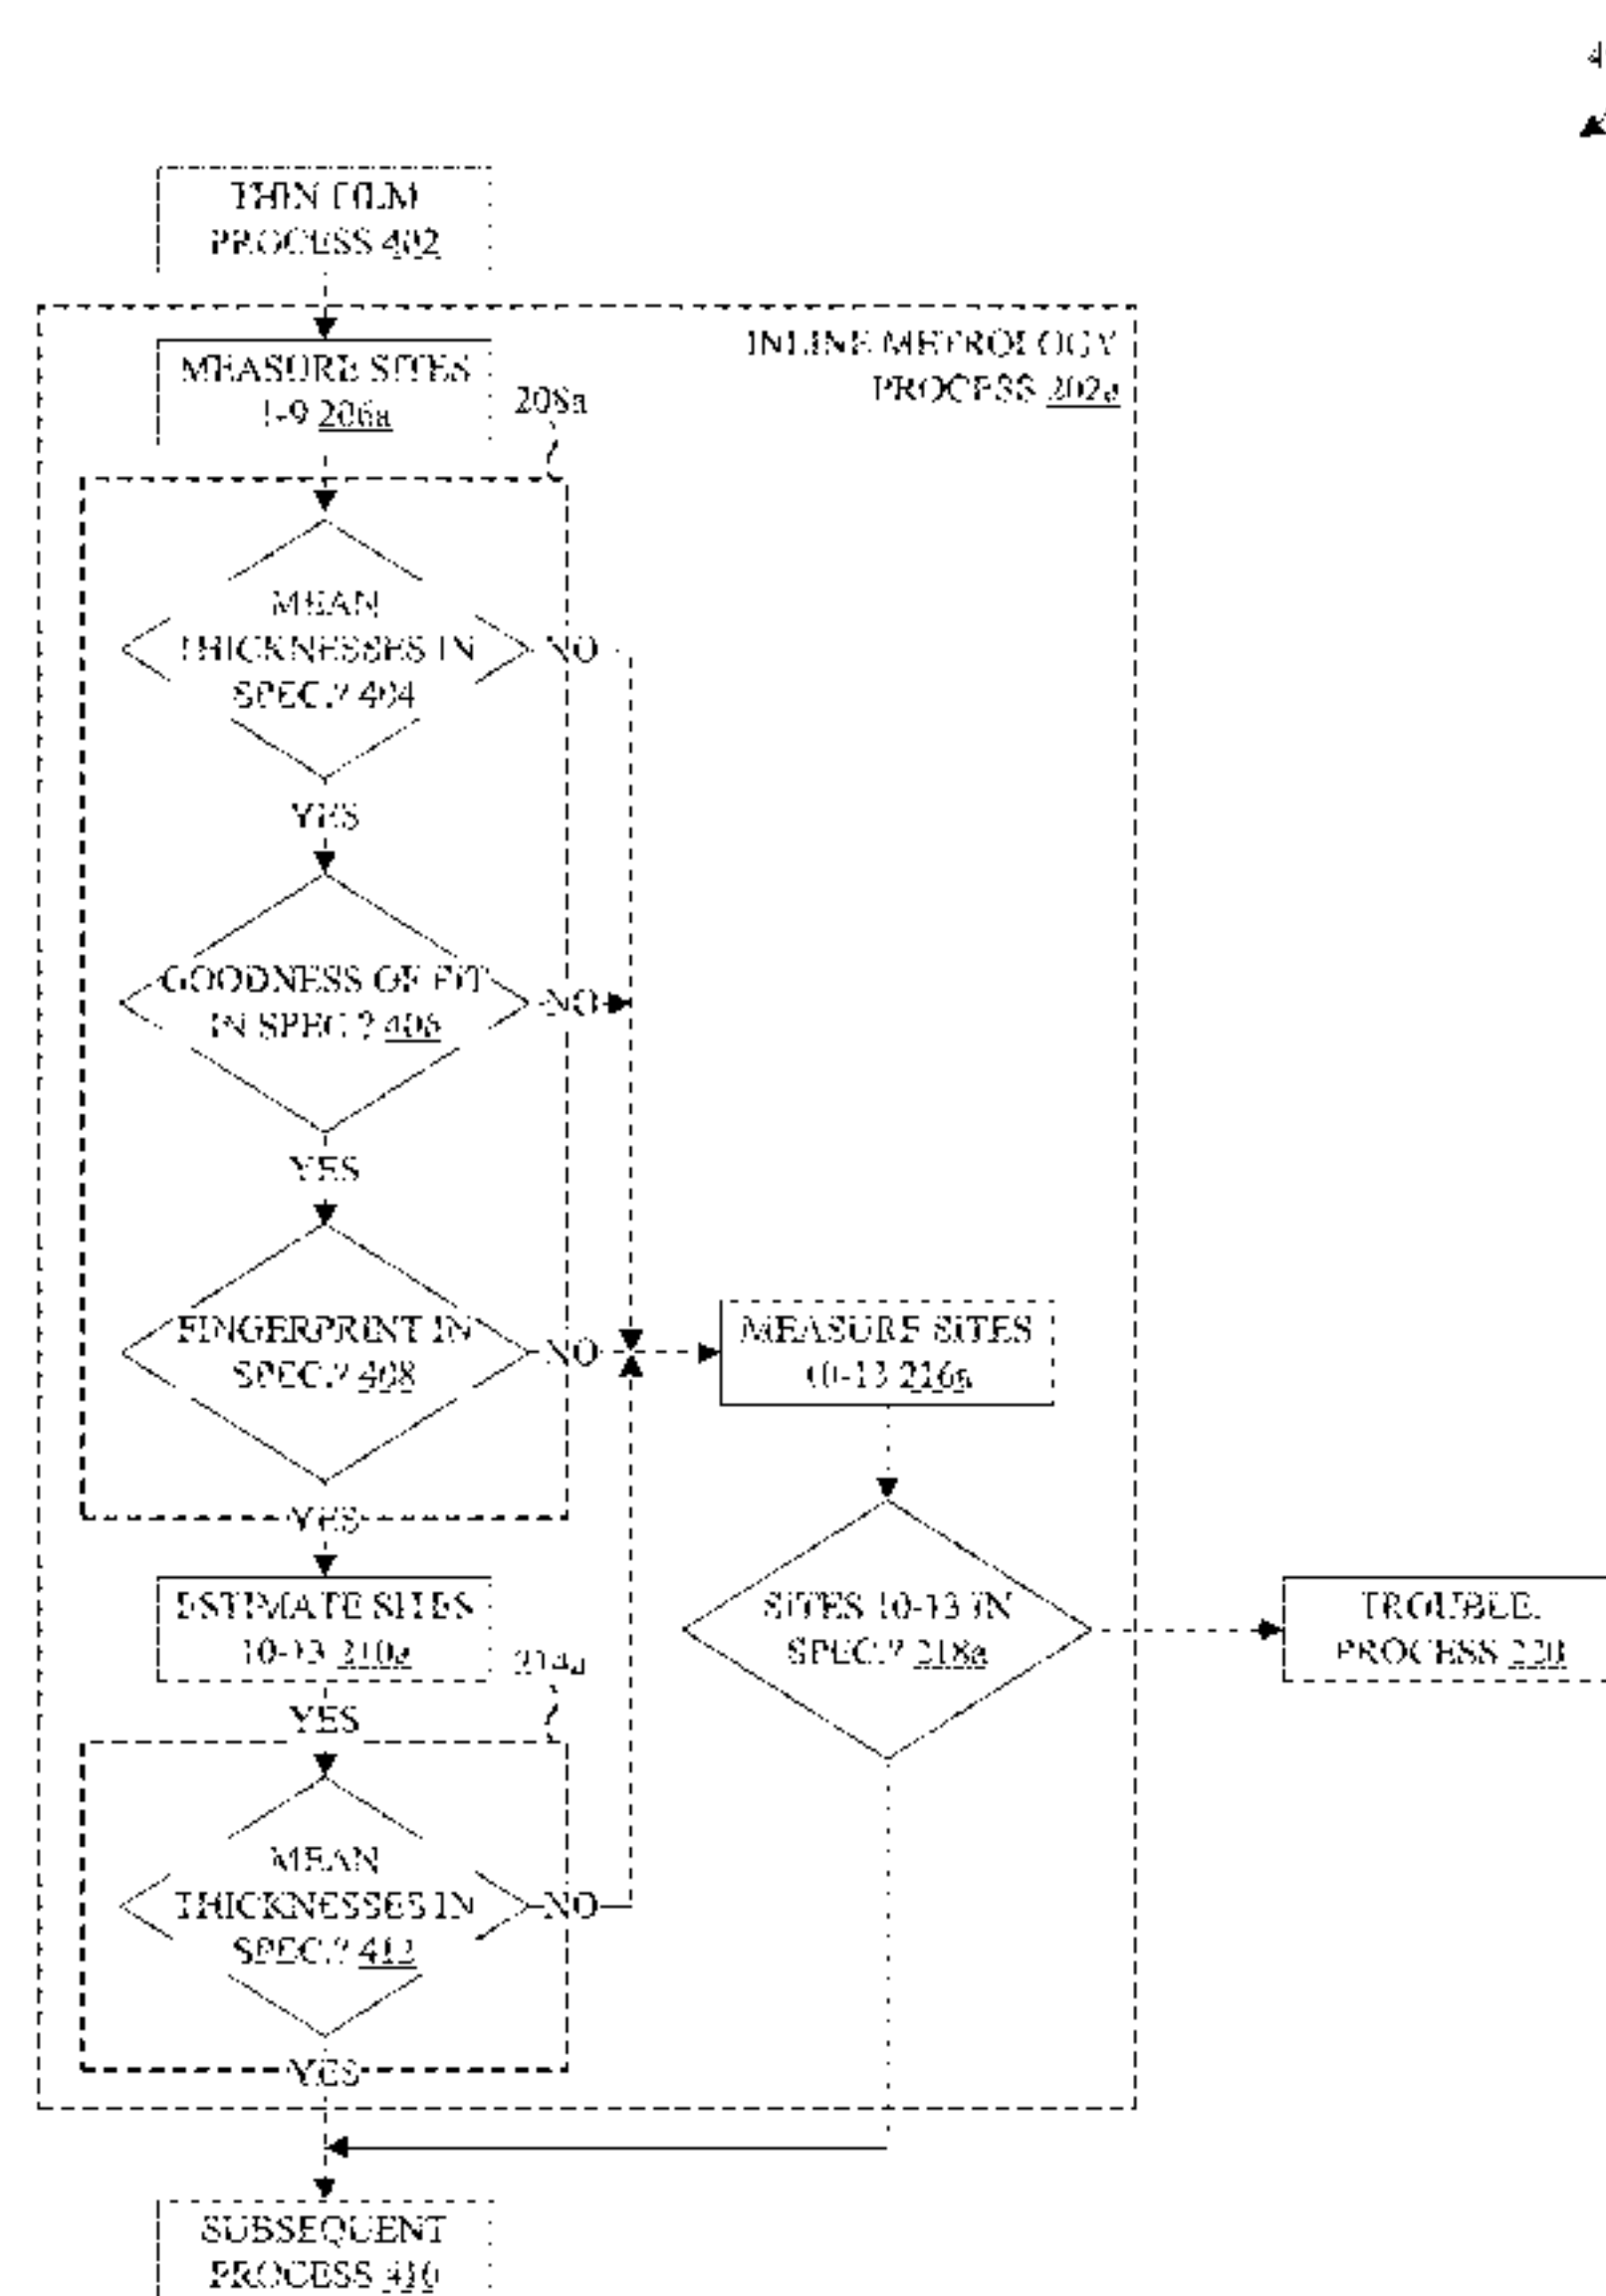 4
THIN FILM
PROCESS 402
INLINE METROLOGY
PROCESS 202a
MEASURE SITES
1-9 206a
208a
MEAN
THICKNESSES IN
SPEC.? 404
NO
YES
GOODNESS OF FIT
IN SPEC.? 406
NO
YES
FINGERPRINT IN
SPEC.? 408
NO
MEASURE SITES
10-13 216a
YES
ESTIMATE SITES
10-13 210a
214a
SITES 10-13 IN
SPEC.? 218a
TROUBLE
PROCESS 220
YES
MEAN
THICKNESSES IN
SPEC.? 412
NO
YES
SUBSEQUENT
PROCESS 410